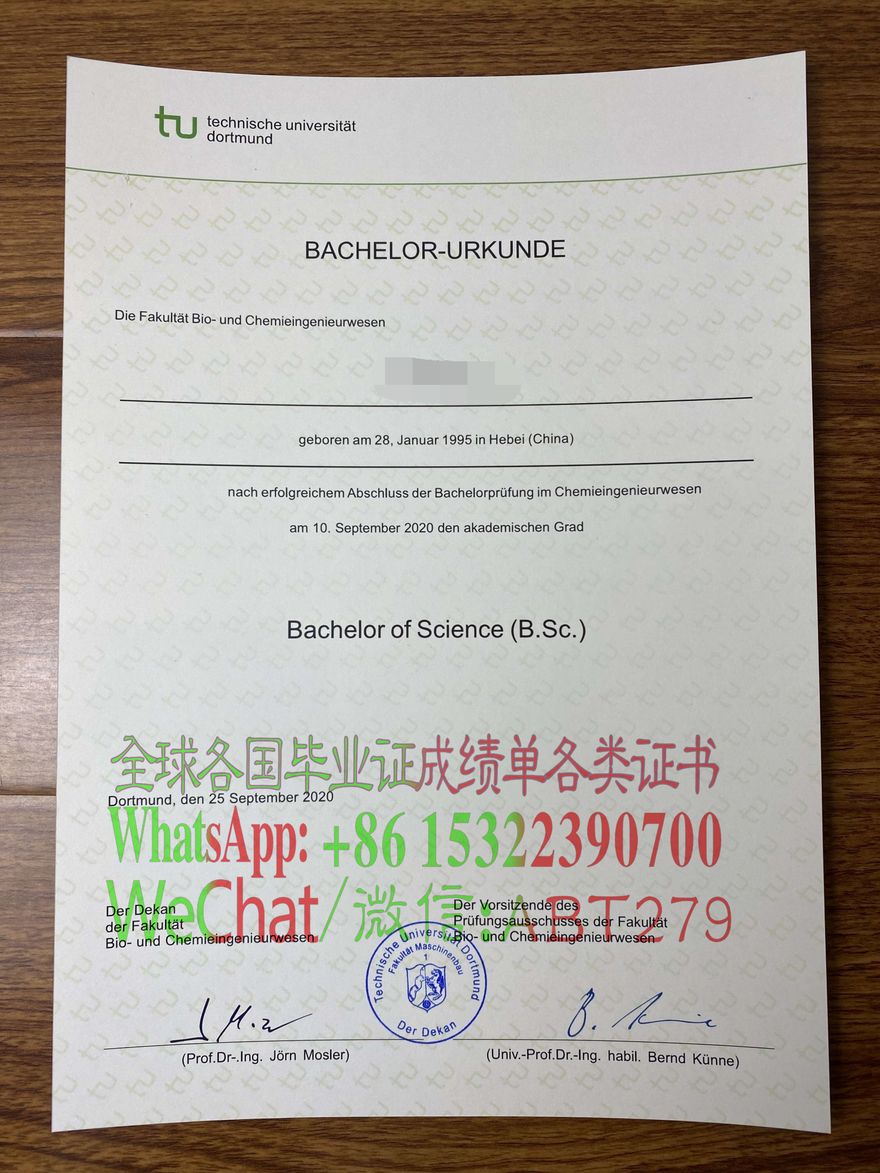 tu technische universität
dortmund
BACHELOR-URKUNDE
Die Fakultät Bio- und Chemieingenieurwesen
geboren am 28, Januar 1995 in Hebei (China)
nach erfolgreichem Abschluss der Bachelorprüfung im Chemieingenieurwesen
am 10. September 2020 den akademischen Grad
Bachelor of Science (B.Sc.)
全球各国毕业证成绩单各类证书
Dortmund, den 25 September 2020
WhatsApp: +86 15322390700
WeChat/微信:ABT279
Der Dekan
der Fakultät
Bio- und Chemieingenieurwesen
Der Vorsitzende des
Prüfungsausschusses der Fakultät
Bio- und Chemieingenieurwesen
Technische Universität Dortmund
Fakultät Maschinenbau
1
Der Dekan
(Prof.Dr-.Ing. Jörn Mosler)
(Univ.-Prof.Dr.-Ing. habil. Bernd Künne)